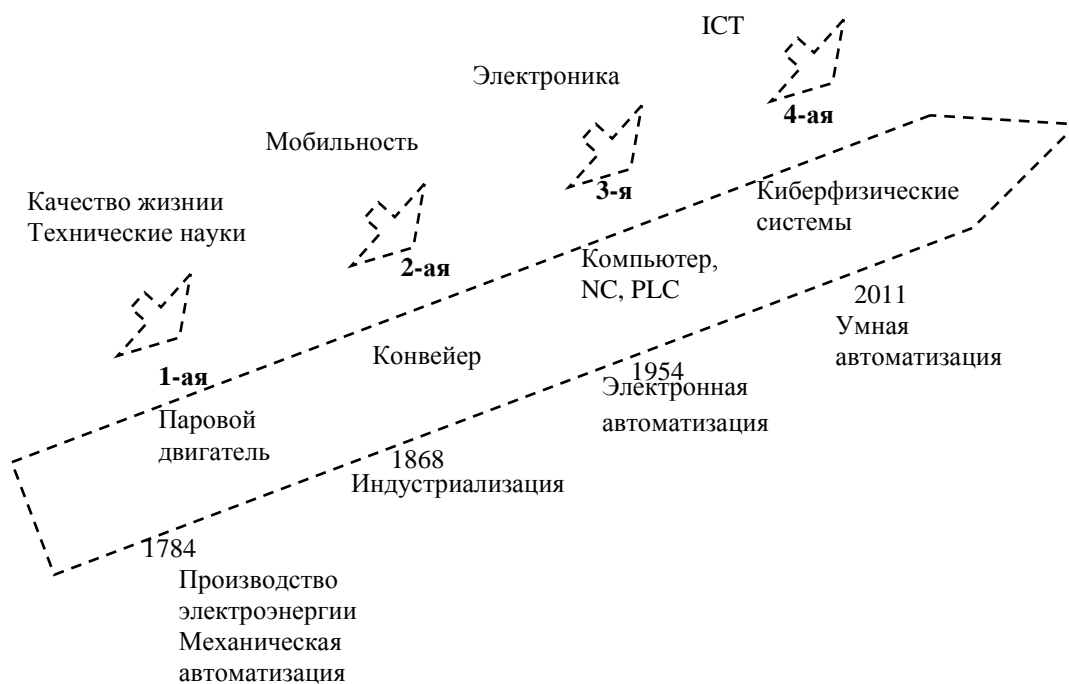 ICT
4-ая
Электроника
3-я
Мобильность
2-ая
Качество жизнии
Технические науки
1-ая
Киберфизические
системы
Компьютер,
NC, PLC
Конвейер
Паровой
двигатель
2011
Умная
автоматизация
1954
Электронная
автоматизация
1868
Индустриализация
1784
Производство
электроэнергии
Механическая
автоматизация